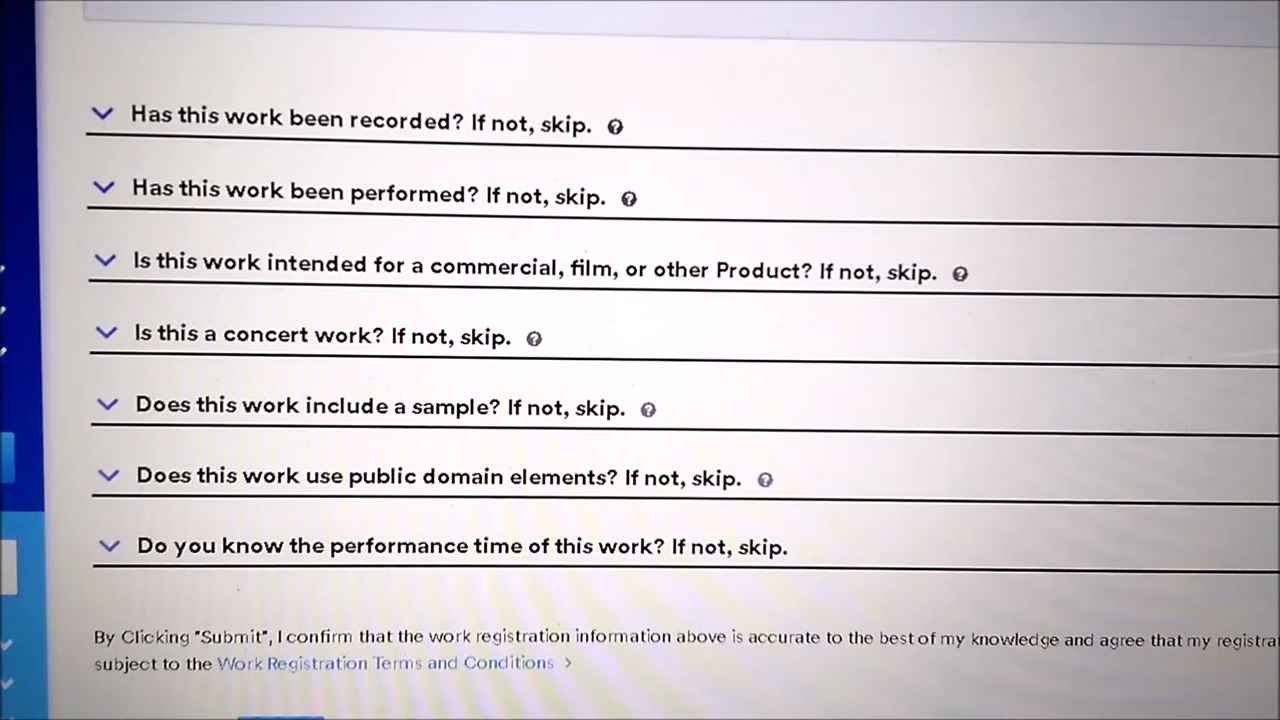 Has this work been recorded? If not, skip.
Has this work been performed? If not, skip.
Is this work intended for a commercial, film, or other Product? If not, skip.
Is this a concert work? If not, skip.
Does this work include a sample? If not, skip.
Does this work use public domain elements? If not, skip.
Do you know the performance time of this work? If not, skip.
By Clicking "Submit", I confirm that the work registration information above is accurate to the best of my knowledge and agree that my registra
subject to the Work Registration Terms and Conditions >